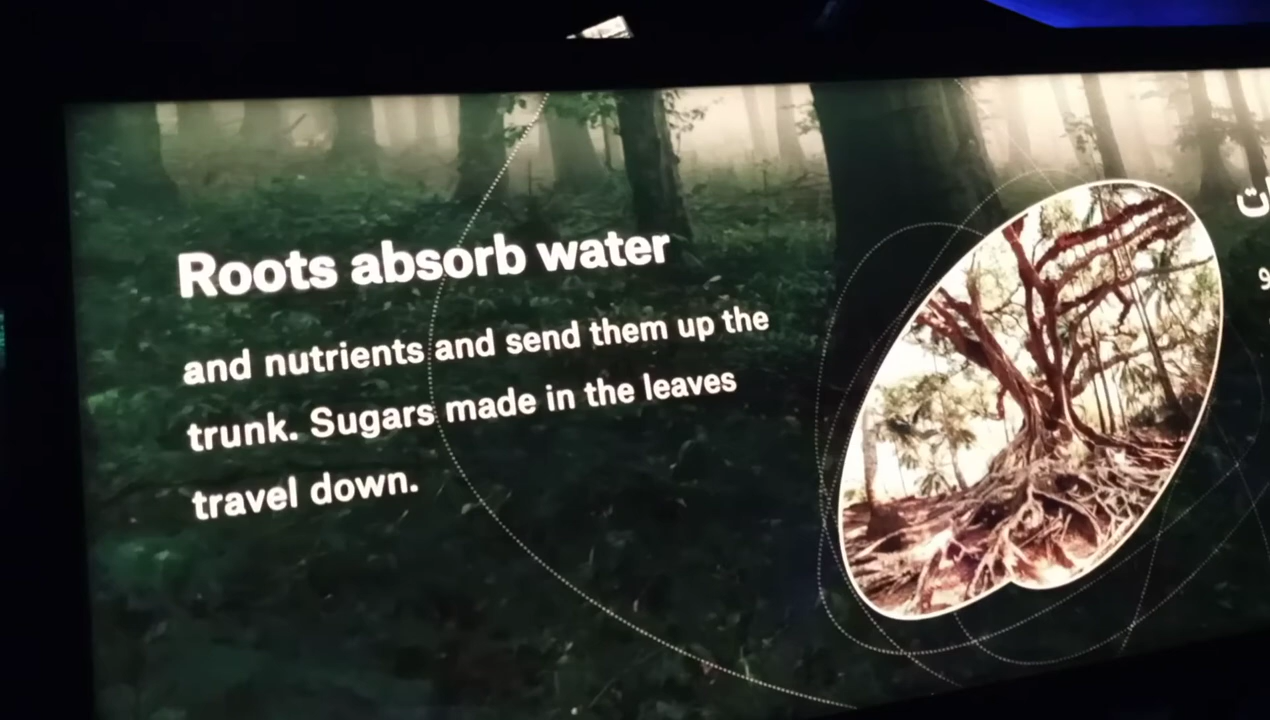 Roots absorb water
and nutrients and send them up the
trunk. Sugars made in the leaves
travel down.